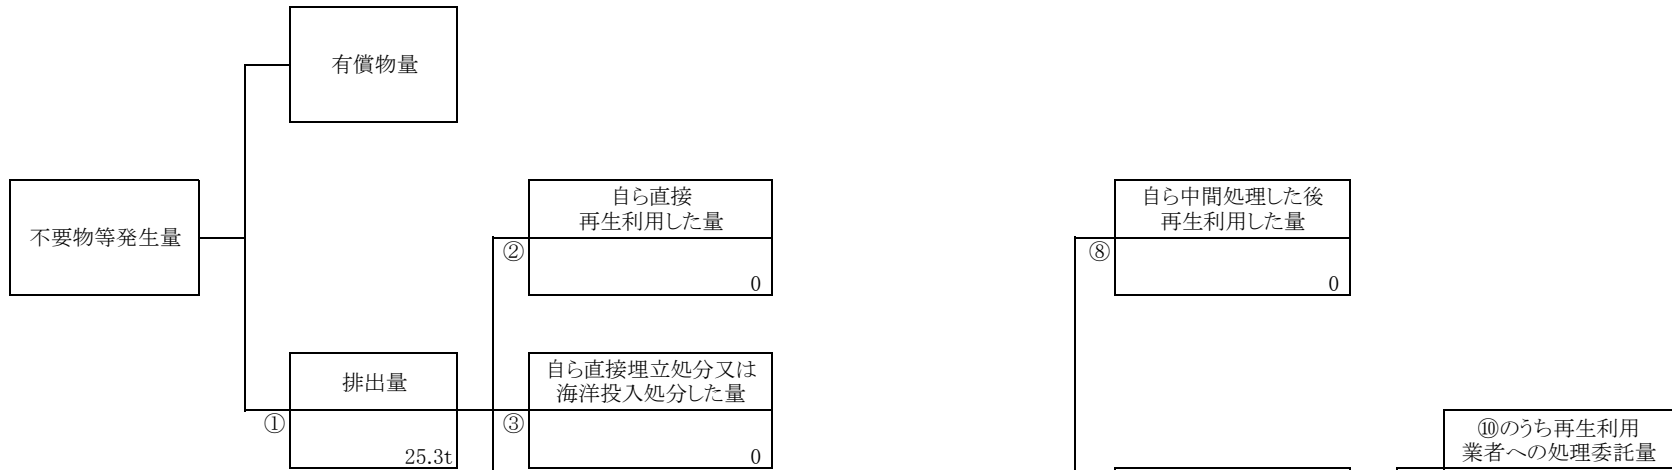 有償物量
不要物等発生量
自ら直接
再生利用した量
②
0
自ら中間処理した後
再生利用した量
⑧
0
排出量
①
25.3t
自ら直接埋立処分又は
海洋投入処分した量
③
0
⑩のうち再生利用
業者への処理委託量